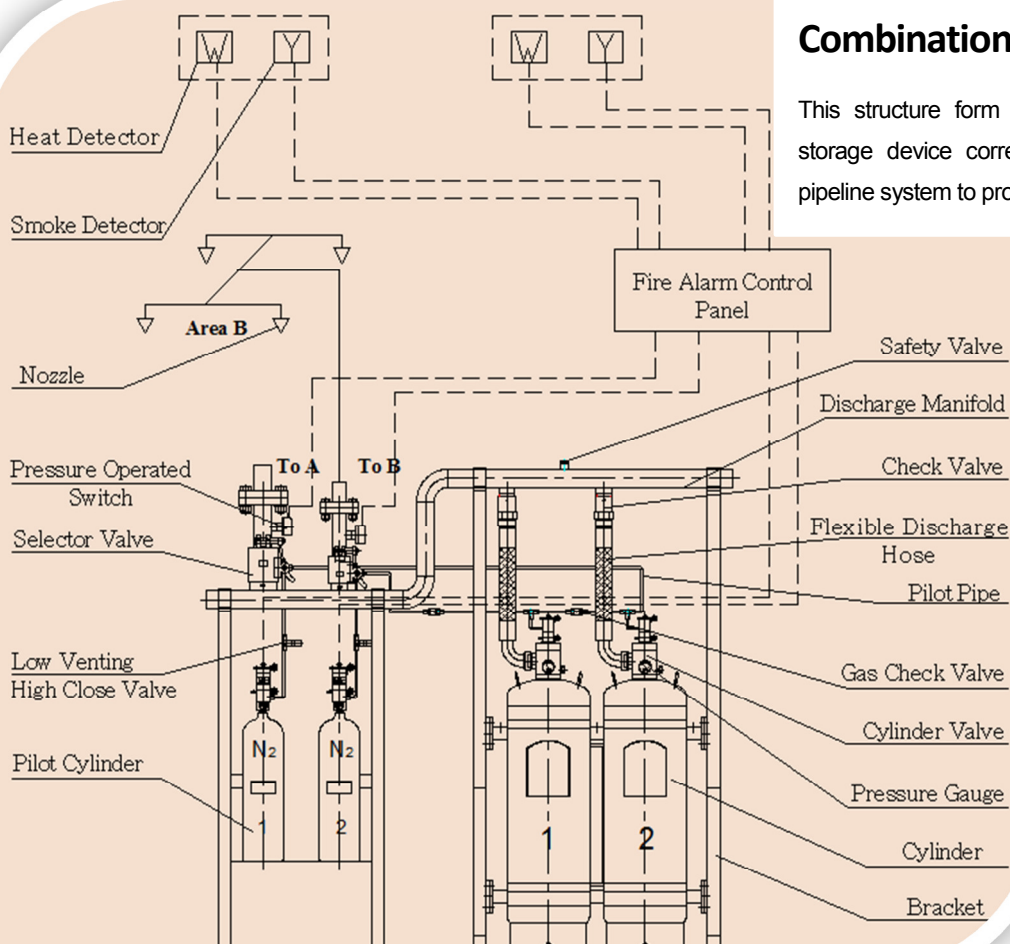 Combination
This structure form
storage device corre
pipeline system to pro
W Y W Y
Heat Detector
Smoke Detector
Fire Alarm Control
Panel
Area B
Nozzle
Safety Valve
Discharge Manifold
To A To B
Pressure Operated
Switch
Check Valve
Selector Valve
Flexible Discharge
Hose
Pilot Pipe
Low Venting
High Close Valve
Gas Check Valve
Cylinder Valve
N2 N2
Pilot Cylinder
Pressure Gauge
1 2
1 2
Cylinder
Bracket